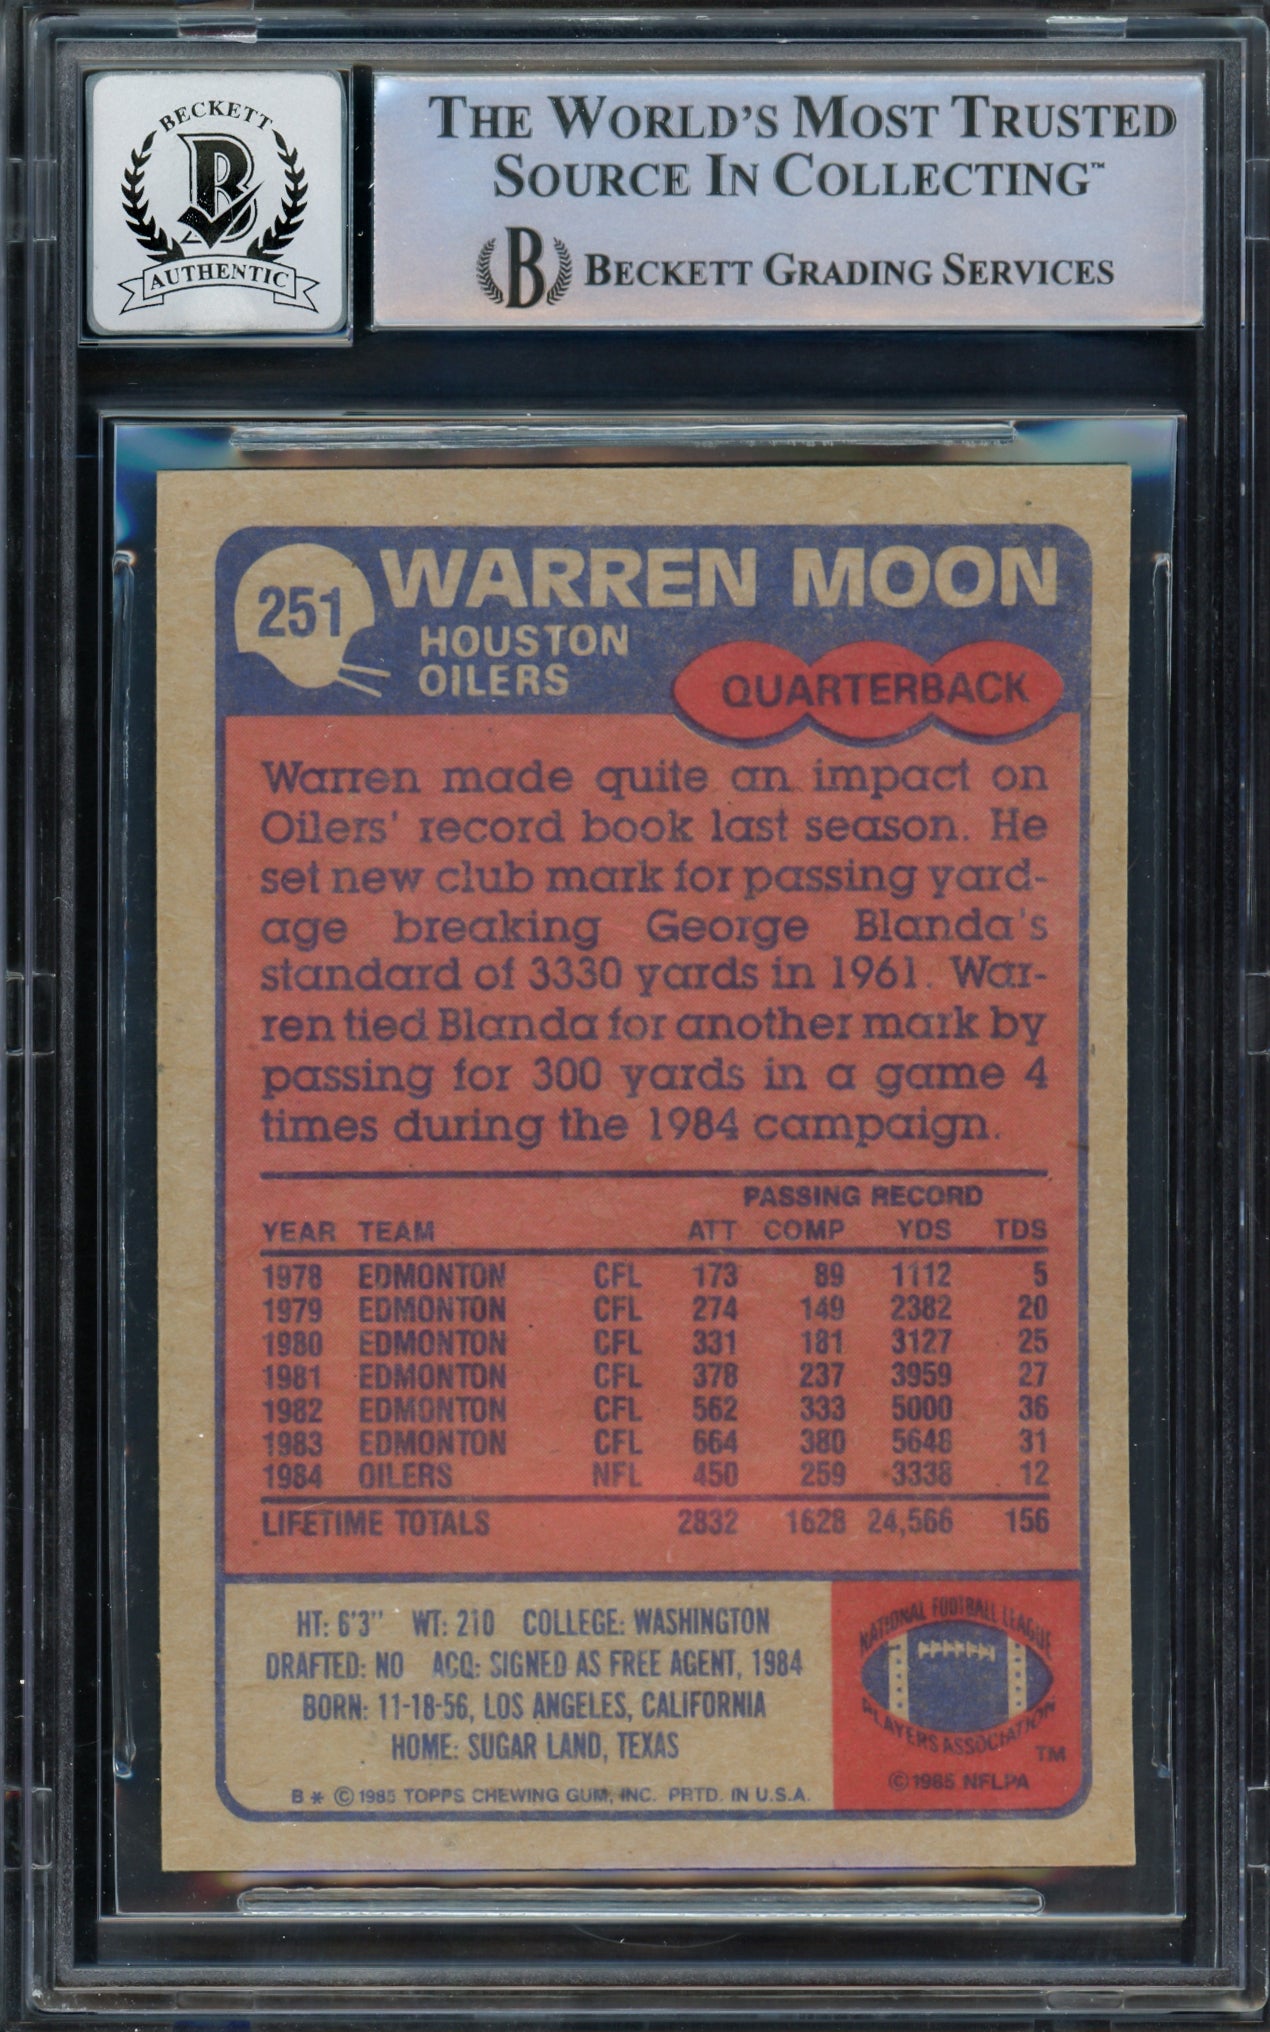 BECKETT
B
AUTHENTIC
THE WORLD'S MOST TRUSTED
SOURCE IN COLLECTING™
B BECKETT GRADING SERVICES
251
WARREN MOON
HOUSTON
OILERS
QUARTERBACK
Warren made quite an impact on
Oilers' record book last season. He
set new club mark for passing yard-
age breaking George Blanda's
standard of 3330 yards in 1961. War-
ren tied Blanda for another mark by
passing for 300 yards in a game 4
times during the 1984 campaign.
PASSING RECORD
YEAR TEAM ATT COMP YDS TDS
1978 EDMONTON CFL 173 89 1112 5
1979 EDMONTON CFL 274 149 2382 20
1980 EDMONTON CFL 331 181 3127 25
1981 EDMONTON CFL 378 237 3959 27
1982 EDMONTON CFL 562 333 5000 36
1983 EDMONTON CFL 664 380 5648 31
1984 OILERS NFL 450 259 3338 12
LIFETIME TOTALS 2832 1628 24,566 156
HT: 6'3" WT: 210 COLLEGE: WASHINGTON
DRAFTED: NO ACQ: SIGNED AS FREE AGENT, 1984
BORN: 11-18-56, LOS ANGELES, CALIFORNIA
HOME: SUGAR LAND, TEXAS
B * © 1985 TOPPS CHEWING GUM, INC. PRTD. IN U.S.A.
NATIONAL FOOTBALL LEAGUE
PLAYERS ASSOCIATION
TM
© 1985 NFLPA